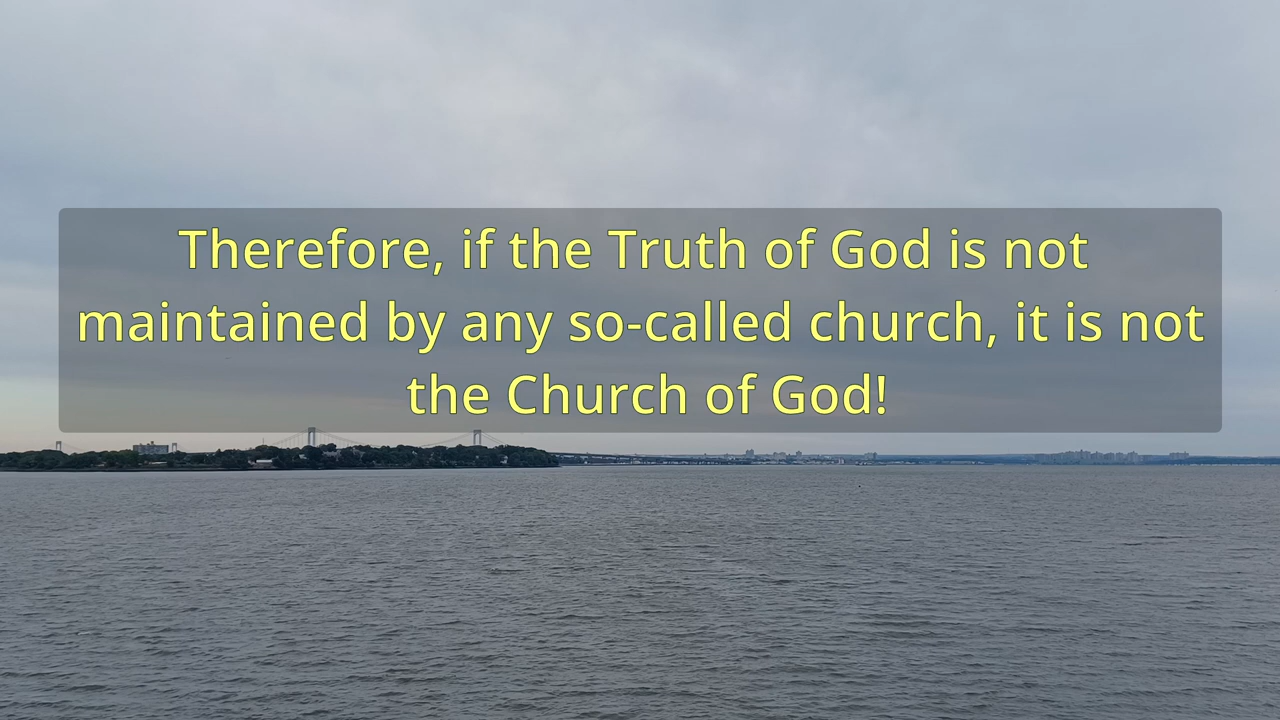 Therefore, if the Truth of God is not
maintained by any so-called church, it is not
the Church of God!